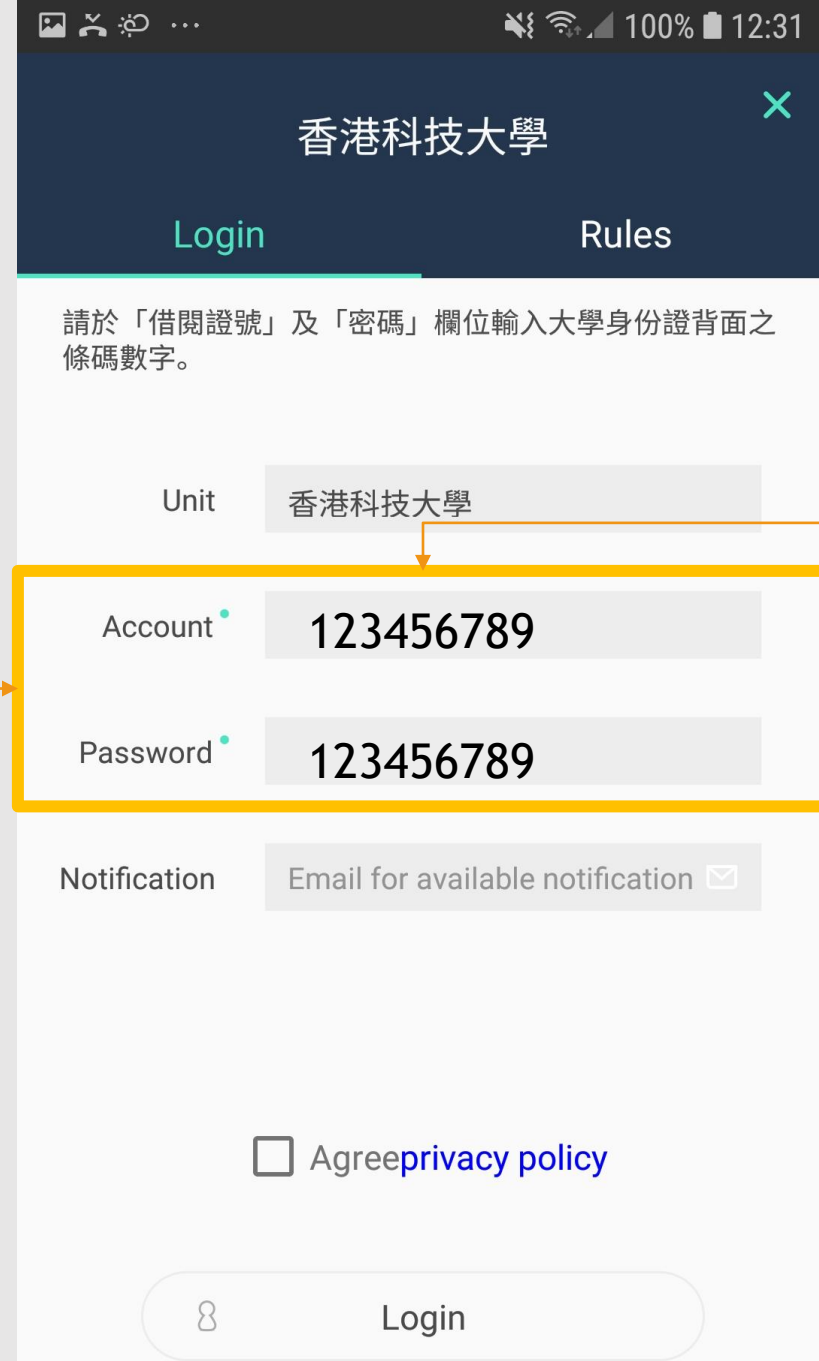 100% 12:31
香港科技大學
Login Rules
請於「借閱證號」及「密碼」欄位輸入大學身份證背面之
條碼數字。
Unit 香港科技大學
Account 123456789
Password 123456789
Notification Email for available notification
Agreeprivacy policy
Login